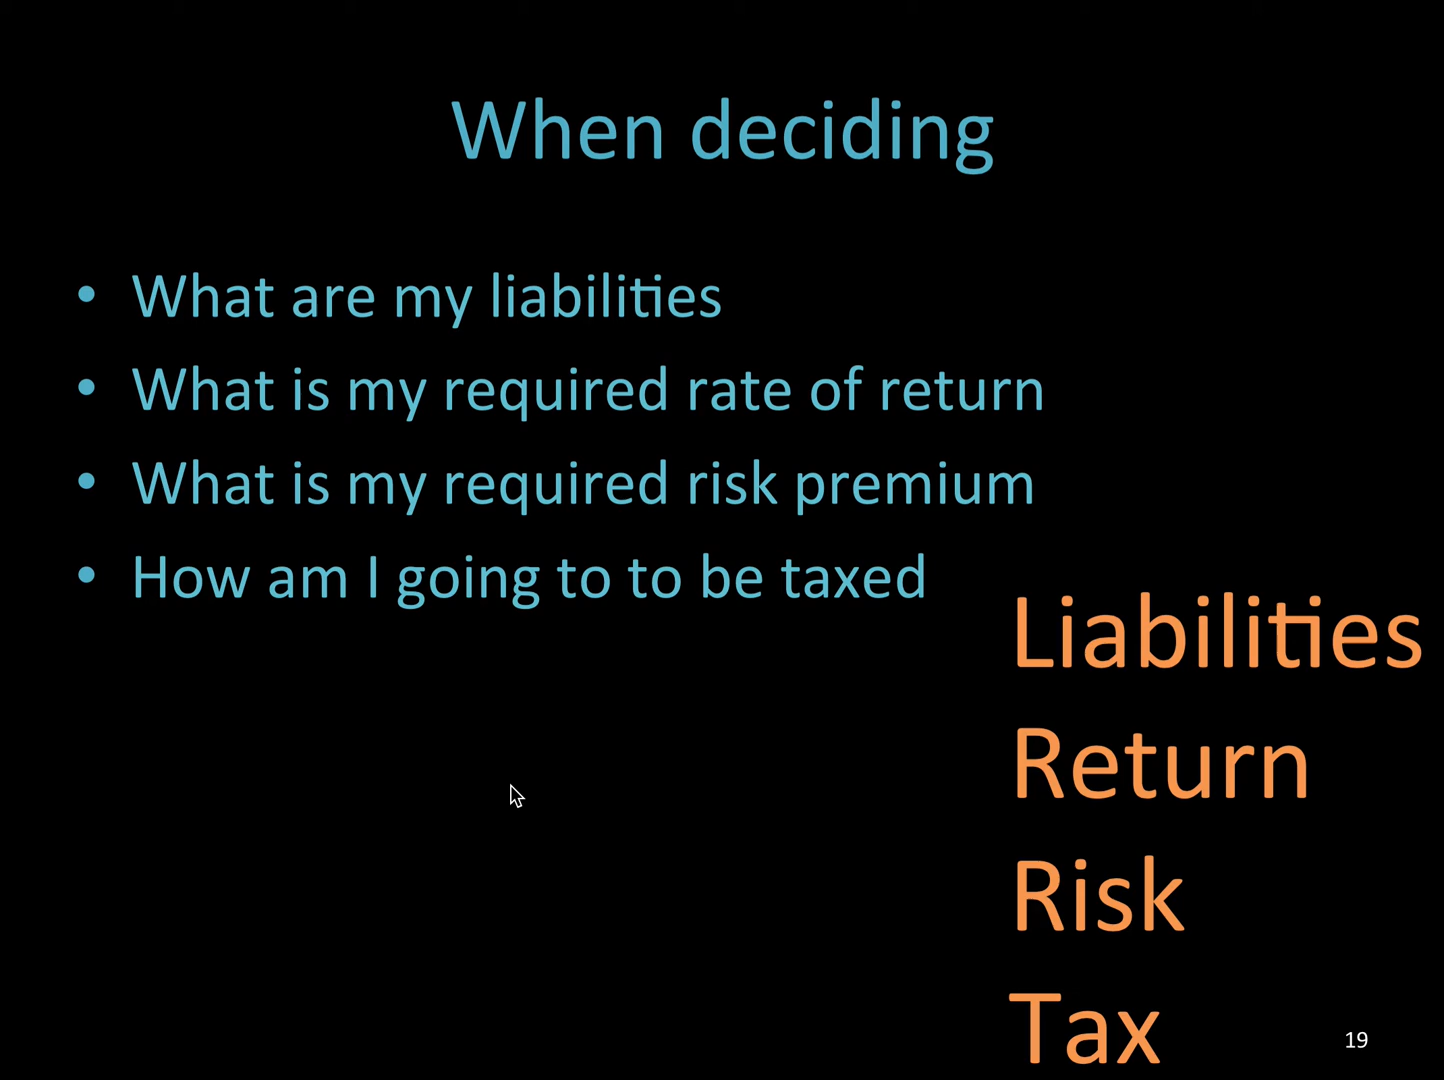 When deciding
• What are my liabilities
• What is my required rate of return
• What is my required risk premium
• How am I going to to be taxed
Liabilities
Return
Risk
Tax
19